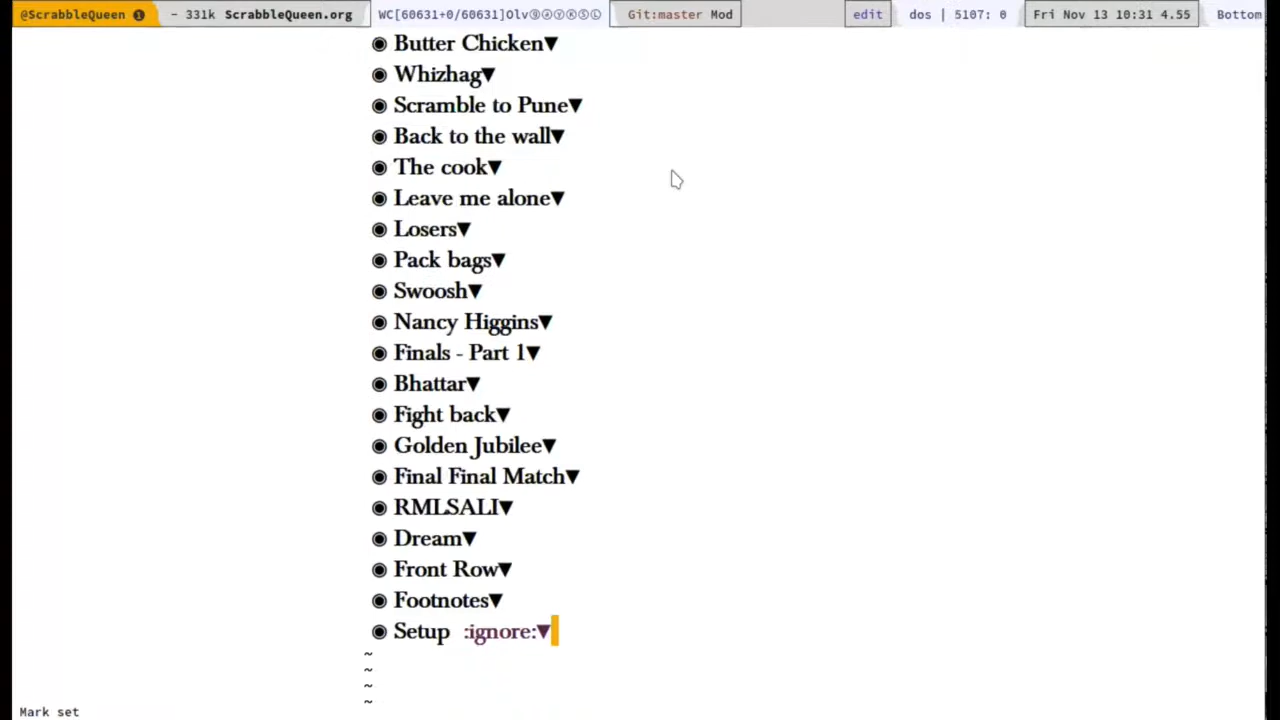 @ScrabbleQueen 1 - 331k ScrabbleQueen.org WC[60631+0/60631]Olv Git:master Mod edit dos | 5107: 0 Fri Nov 13 10:31 4.55 Bottom
◉ Butter Chicken▼
◉ Whizhag▼
◉ Scramble to Pune▼
◉ Back to the wall▼
◉ The cook▼
◉ Leave me alone▼
◉ Losers▼
◉ Pack bags▼
◉ Swoosh▼
◉ Nancy Higgins▼
◉ Finals - Part 1▼
◉ Bhattar▼
◉ Fight back▼
◉ Golden Jubilee▼
◉ Final Final Match▼
◉ RMLSALI▼
◉ Dream▼
◉ Front Row▼
◉ Footnotes▼
◉ Setup :ignore:▼
~
~
~
~
Mark set